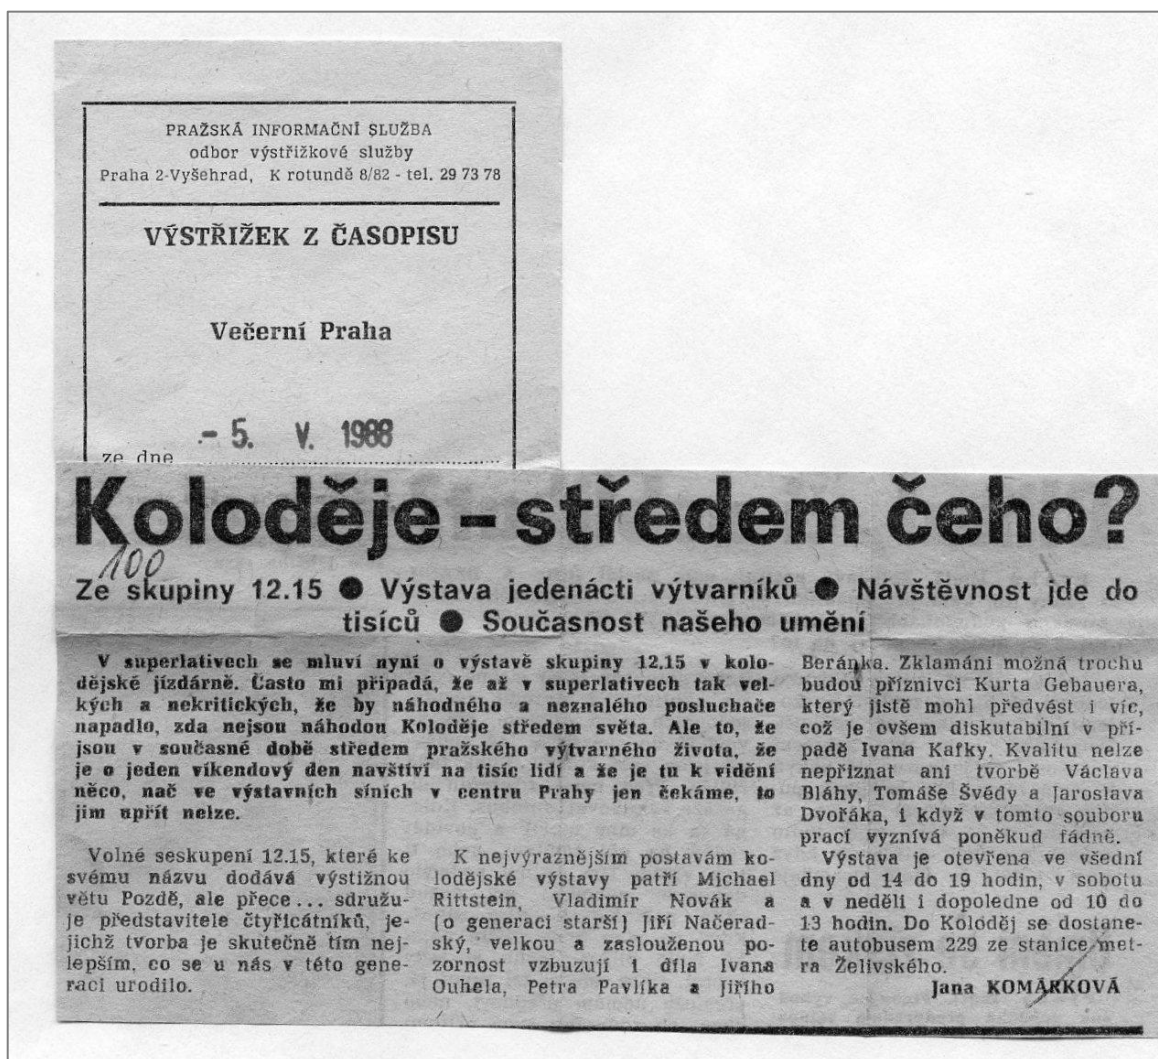 PRAŽSKÁ INFORMAČNÍ SLUŽBA
odbor výstřižkové služby
Praha 2-Vyšehrad, K rotundě 8/82 - tel. 29 73 78
VÝSTŘIŽEK Z ČASOPISU
Večerní Praha
- 5. V. 1988
ze dne
Koloděje – středem čeho?
100
Ze skupiny 12.15 ● Výstava jedenácti výtvarníků ● Návštěvnost jde do
tisíců ● Současnost našeho umění
V superlativech se mluví nyní o výstavě skupiny 12.15 v kolo-
dějské jízdárně. Často mi připadá, že až v superlativech tak vel-
kých a nekritických, že by náhodného a neznalého posluchače
napadlo, zda nejsou náhodou Koloděje středem světa. Ale to, že
jsou v současné době středem pražského výtvarného života, že
je o jeden víkendový den navštíví na tisíc lidí a že je tu k vidění
něco, nač ve výstavních síních v centru Prahy jen čekáme, to
jim upřít nelze.
Volné seskupení 12.15, které ke
svému názvu dodává výstižnou
větu Pozdě, ale přece... sdružu-
je představitele čtyřicátníků, je-
jichž tvorba je skutečně tím nej-
lepším, co se u nás v této gene-
raci urodilo.
K nejvýraznějším postavám ko-
lodějské výstavy patří Michael
Rittstein, Vladimír Novák a
(o generaci starší) Jiří Načerad-
ský, velkou a zaslouženou po-
zornost vzbuzují i díla Ivana
Ouhela, Petra Pavlíka a Jiřího
Beránka. Zklamáni možná trochu
budou příznivci Kurta Gebauera,
který jistě mohl předvést i víc,
což je ovšem diskutabilní v pří-
padě Ivana Kafky. Kvalitu nelze
nepřiznat ani tvorbě Václava
Bláhy, Tomáše Švédy a Jaroslava
Dvořáka, i když v tomto souboru
prací vyznívá poněkud fádně.
Výstava je otevřena ve všední
dny od 14 do 19 hodin, v sobotu
a v neděli i dopoledne od 10 do
13 hodin. Do Koloděj se dostane-
te autobusem 229 ze stanice met-
ra Želivského.
Jana KOMÁRKOVÁ